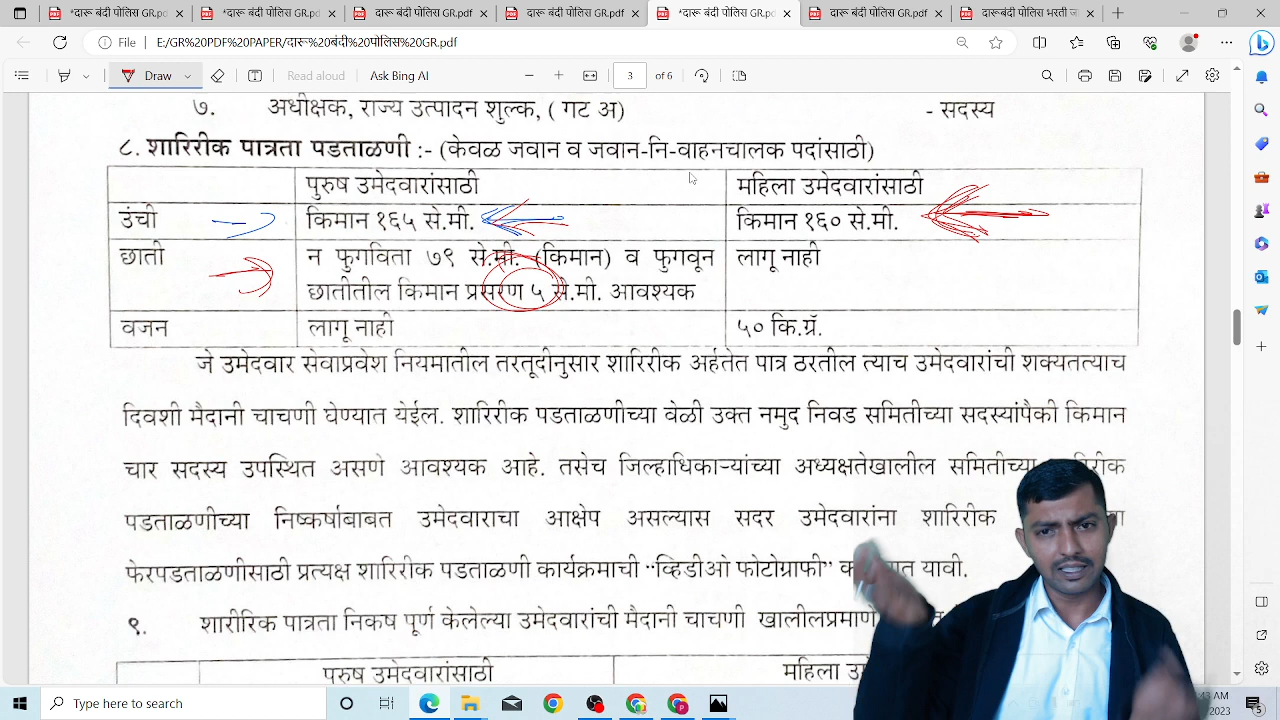 *दारू बंदी पोलिस GR.pdf
*दारू बंदी पोलिस GR.pdf
दारू बंदी पोलिस GR.pdf
दारू बंदी पोलिस GR.pdf
*दारू बंदी पोलिस GR.pd
दारू बंदी पोलिस GR.pdf
दारू बंदी पोलिस भरती ज
File E:/GR%20PDF%20PAPER/दारू%20बंदी%20पोलिस%20GR.pdf
Draw Read aloud Ask Bing AI 3 of 6
७. अधीक्षक, राज्य उत्पादन शुल्क, ( गट अ) - सदस्य
८. शारिरीक पात्रता पडताळणी :- (केवळ जवान व जवान-नि-वाहनचालक पदांसाठी)
पुरुष उमेदवारांसाठी महिला उमेदवारांसाठी
उंची किमान १६५ से.मी. किमान १६० से.मी.
छाती न फुगविता ७९ से.मी. (किमान) व फुगवून लागू नाही
छातीतील किमान प्रसरण ५ से.मी. आवश्यक
वजन लागू नाही ५० कि.ग्रॅ.
जे उमेदवार सेवाप्रवेश नियमातील तरतूदीनुसार शारिरीक अर्हतेत पात्र ठरतील त्याच उमेदवारांची शक्यतत्याच
दिवशी मैदानी चाचणी घेण्यात येईल. शारिरीक पडताळणीच्या वेळी उक्त नमुद निवड समितीच्या सदस्यांपैकी किमान
चार सदस्य उपस्थित असणे आवश्यक आहे. तसेच जिल्हाधिकाऱ्यांच्या अध्यक्षतेखालील समितीच्या
पडताळणीच्या निष्कर्षाबाबत उमेदवाराचा आक्षेप असल्यास सदर उमेदवारांना शारिरीक
फेरपडताळणीसाठी प्रत्यक्ष शारिरीक पडताळणी कार्यक्रमाची "व्हिडीओ फोटोग्राफी" यावी.
९. शारीरिक पात्रता निकष पूर्ण केलेल्या उमेदवारांची मैदानी चाचणी खालीलप्रमाणे
पुरुष उमेदवारांसाठी महिला
Type here to search